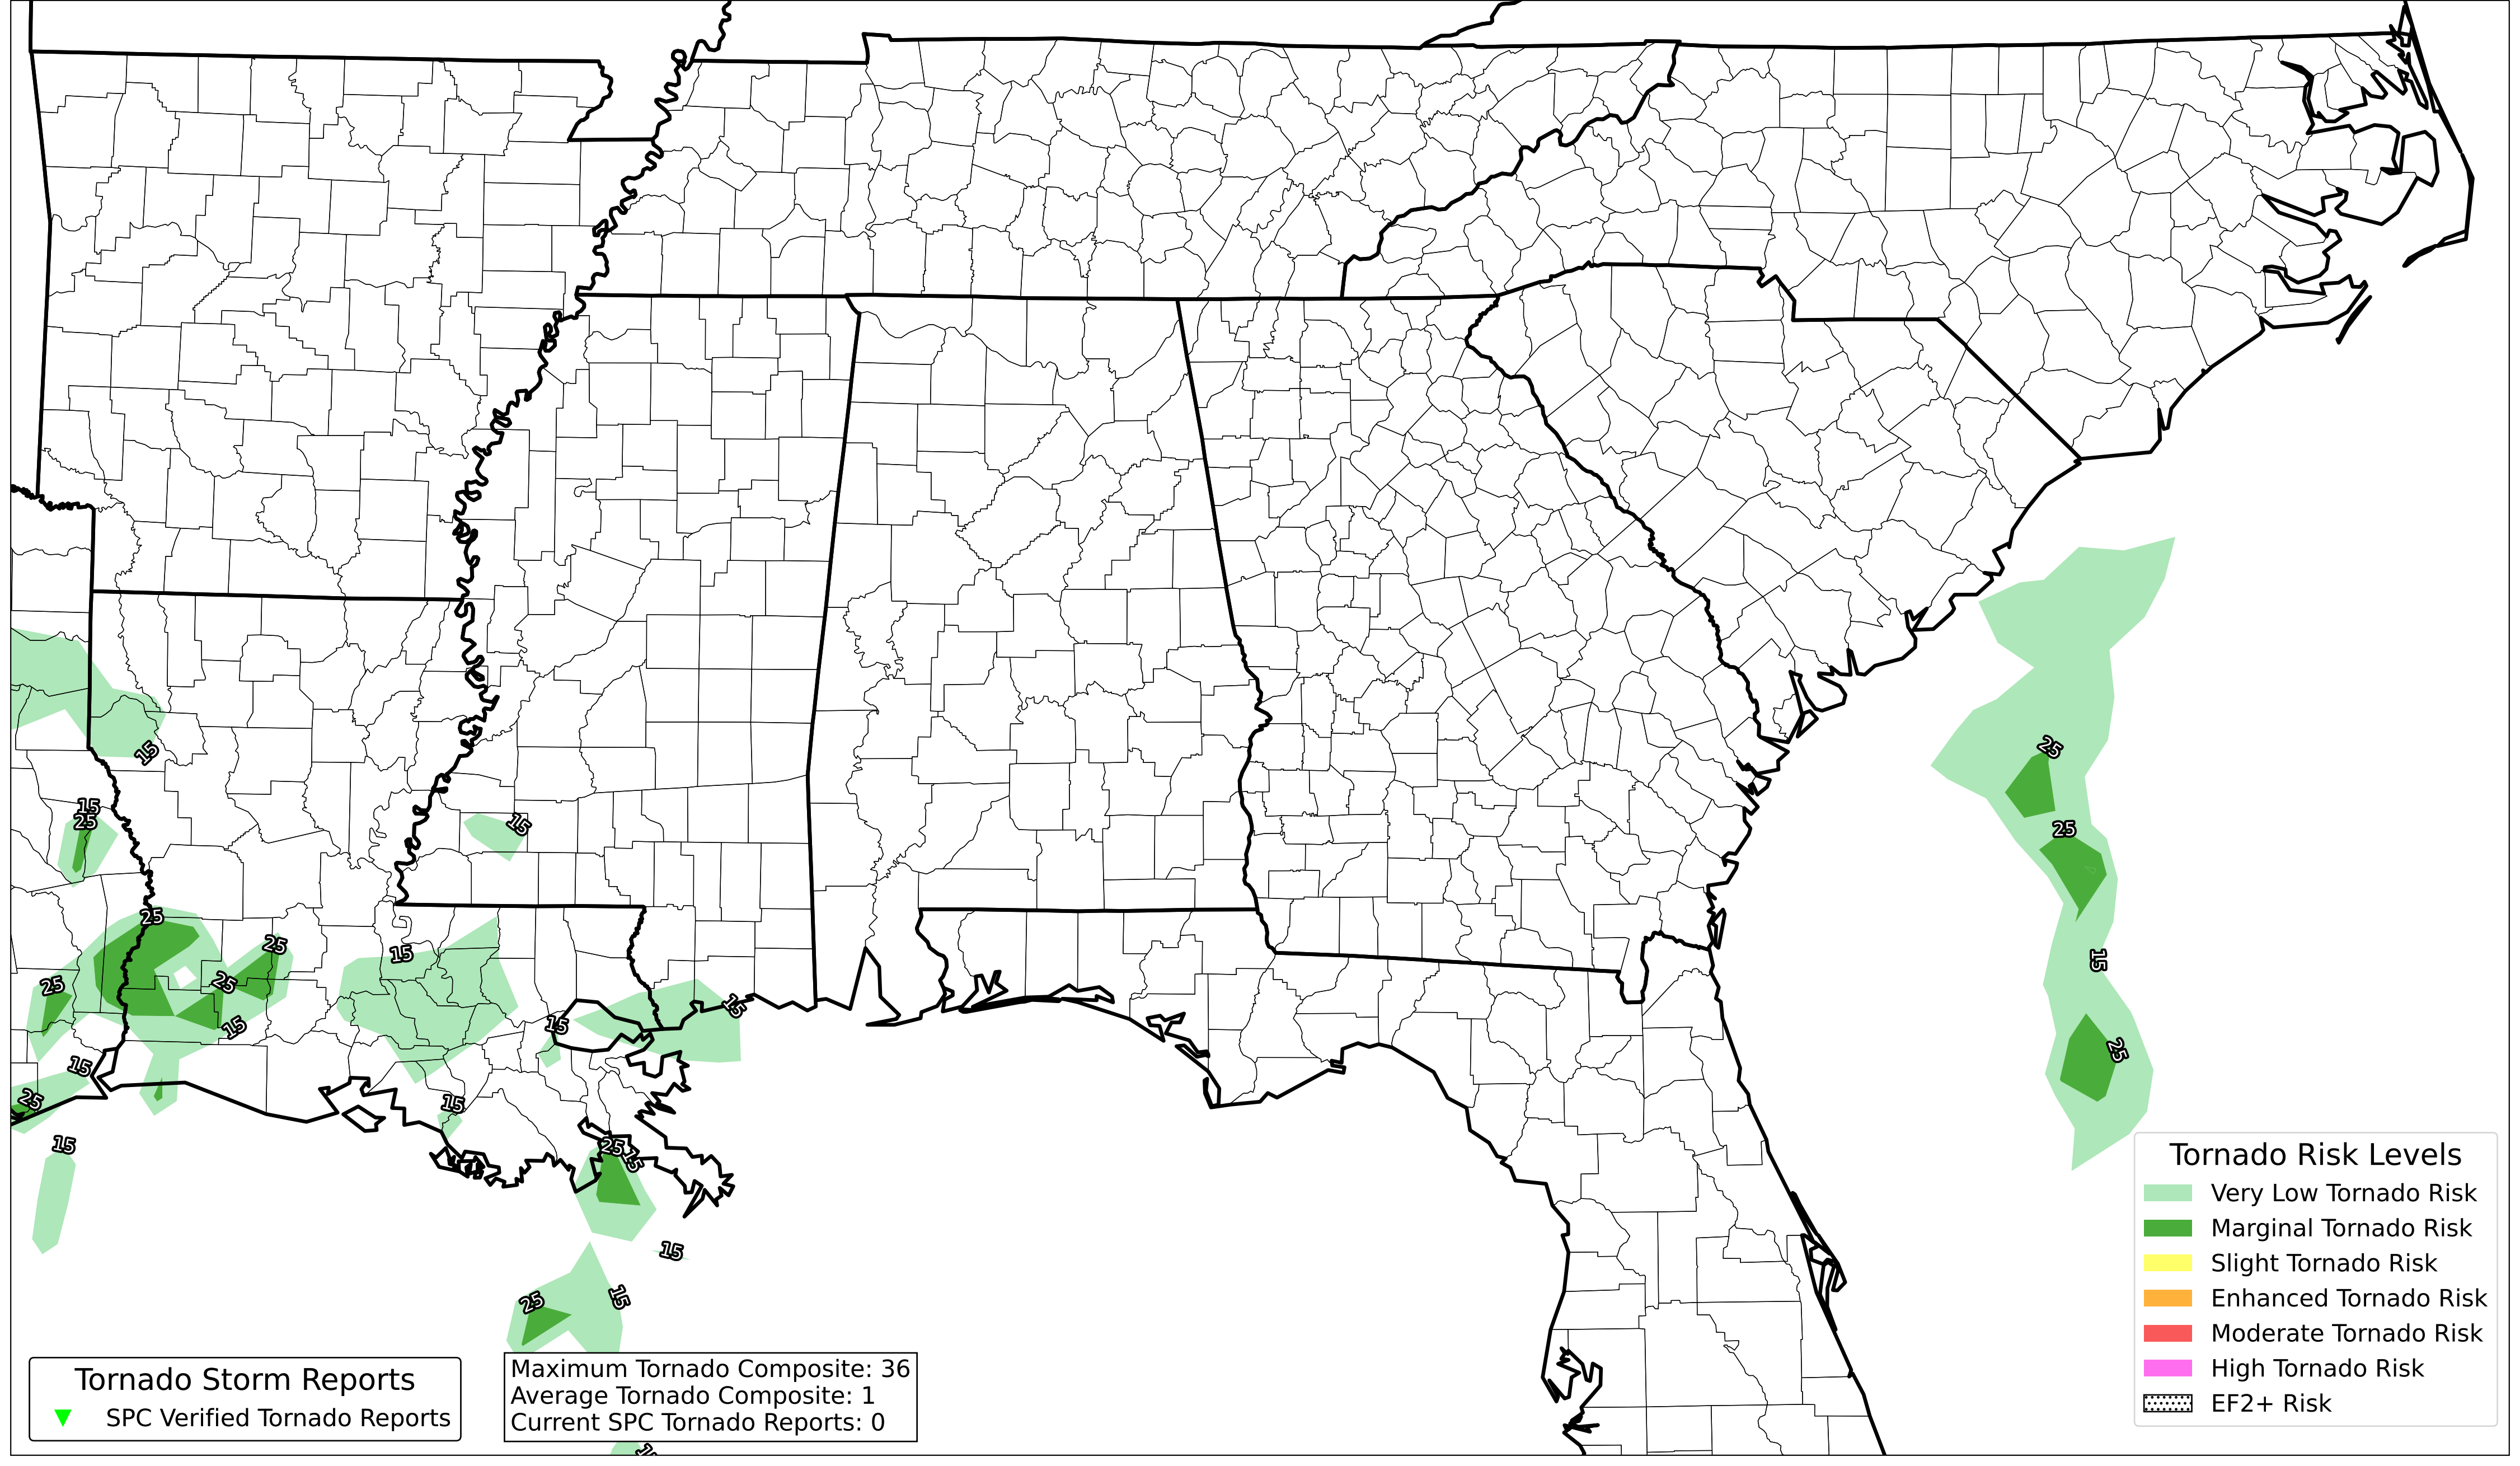 25
25
15
25
15
15
25
15
25
15
25
25
25
15
15
15
15
25
15
15
25
15
25
15
15
25
15
Tornado Risk Levels
Very Low Tornado Risk
Marginal Tornado Risk
Slight Tornado Risk
Enhanced Tornado Risk
Moderate Tornado Risk
High Tornado Risk
EF2+ Risk
Tornado Storm Reports
SPC Verified Tornado Reports
Maximum Tornado Composite: 36
Average Tornado Composite: 1
Current SPC Tornado Reports: 0